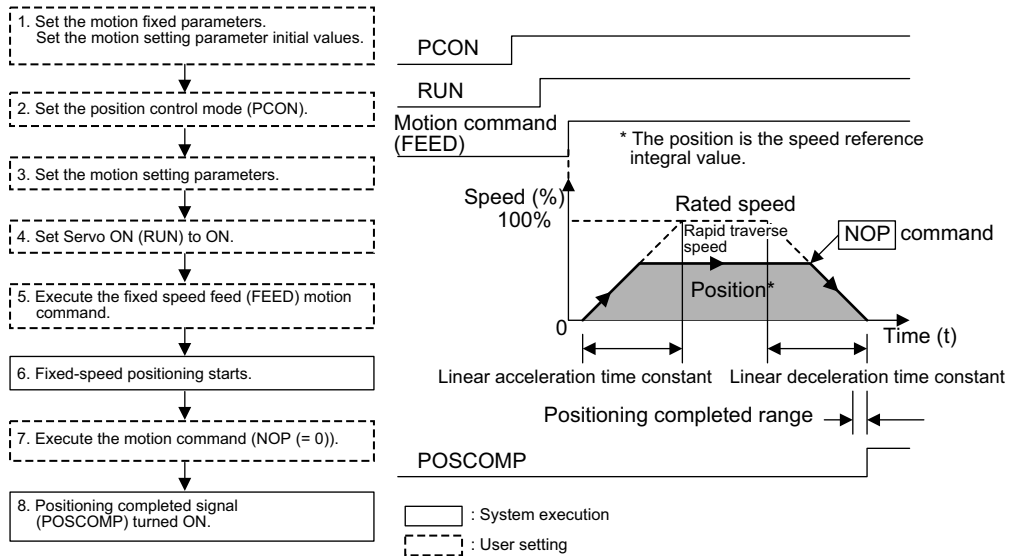 1. Set the motion fixed parameters.
Set the motion setting parameter initial values.
2. Set the position control mode (PCON).
3. Set the motion setting parameters.
4. Set Servo ON (RUN) to ON.
5. Execute the fixed speed feed (FEED) motion
command.
6. Fixed-speed positioning starts.
7. Execute the motion command (NOP (= 0)).
8. Positioning completed signal
(POSCOMP) turned ON.
PCON
RUN
Motion command
(FEED)
* The position is the speed reference
integral value.
Speed (%)
100%
Rated speed
Rapid traverse
speed
NOP command
Position*
0
Time (t)
Linear acceleration time constant
Linear deceleration time constant
Positioning completed range
POSCOMP
: System execution
: User setting